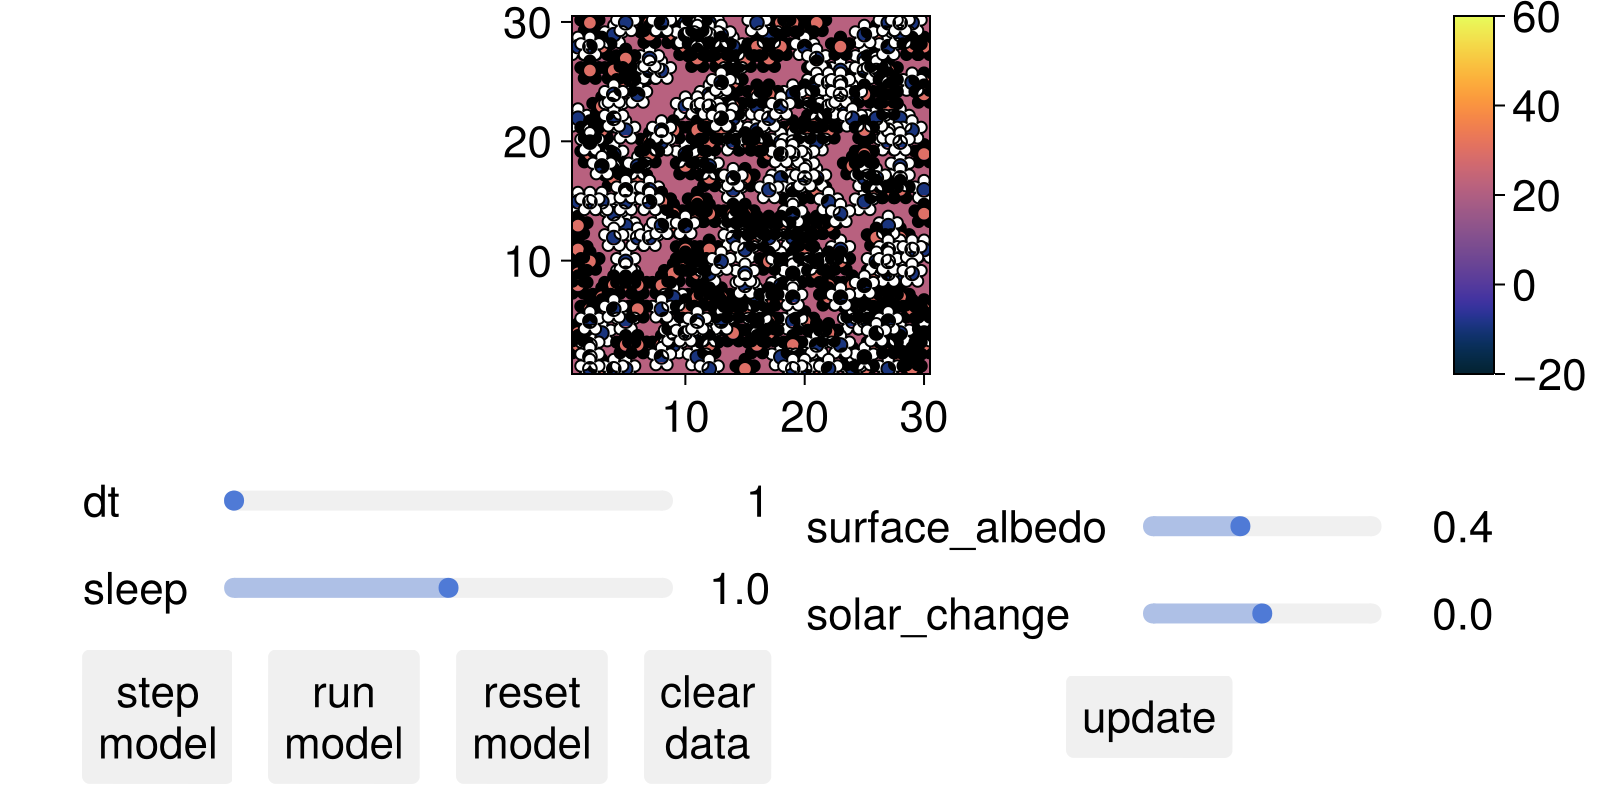 30
20
10
10 20 30
60
40
20
0
−20
dt 1
sleep 1.0
surface_albedo 0.4
solar_change 0.0
step
model
run
model
reset
model
clear
data
update